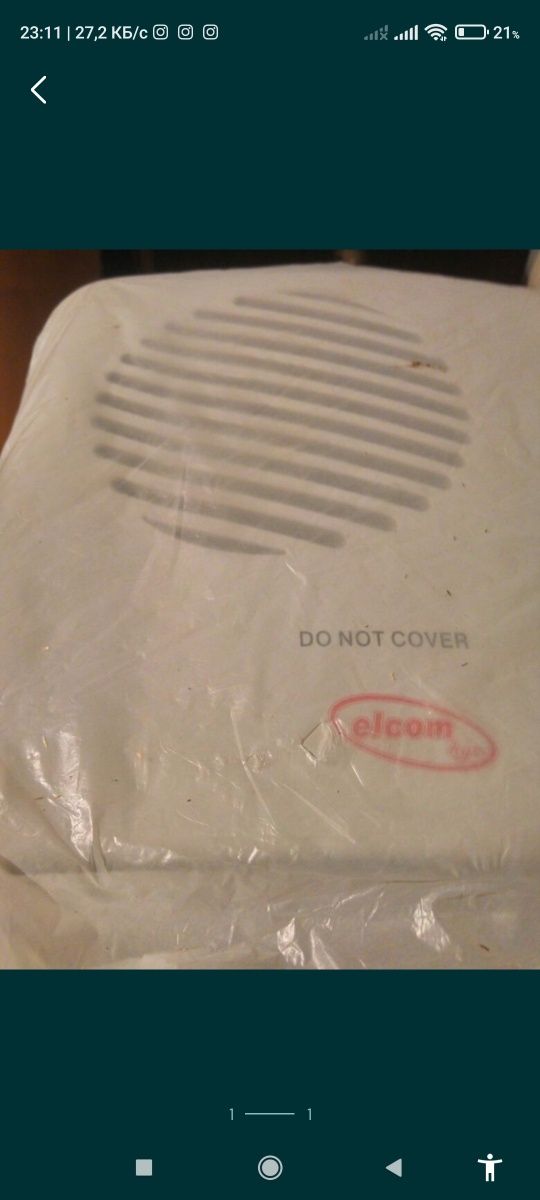 23:11 | 27,2 КБ/с
21%
DO NOT COVER
elcom
1 1